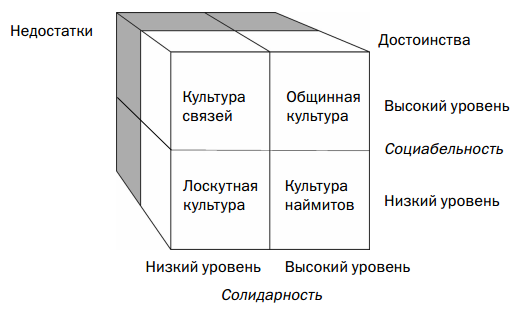 Недостатки
Достоинства
Культура
связей
Общинная
культура
Высокий уровень
Социабельность
Лоскутная
культура
Культура
наймитов
Низкий уровень
Низкий уровень
Высокий уровень
Солидарность